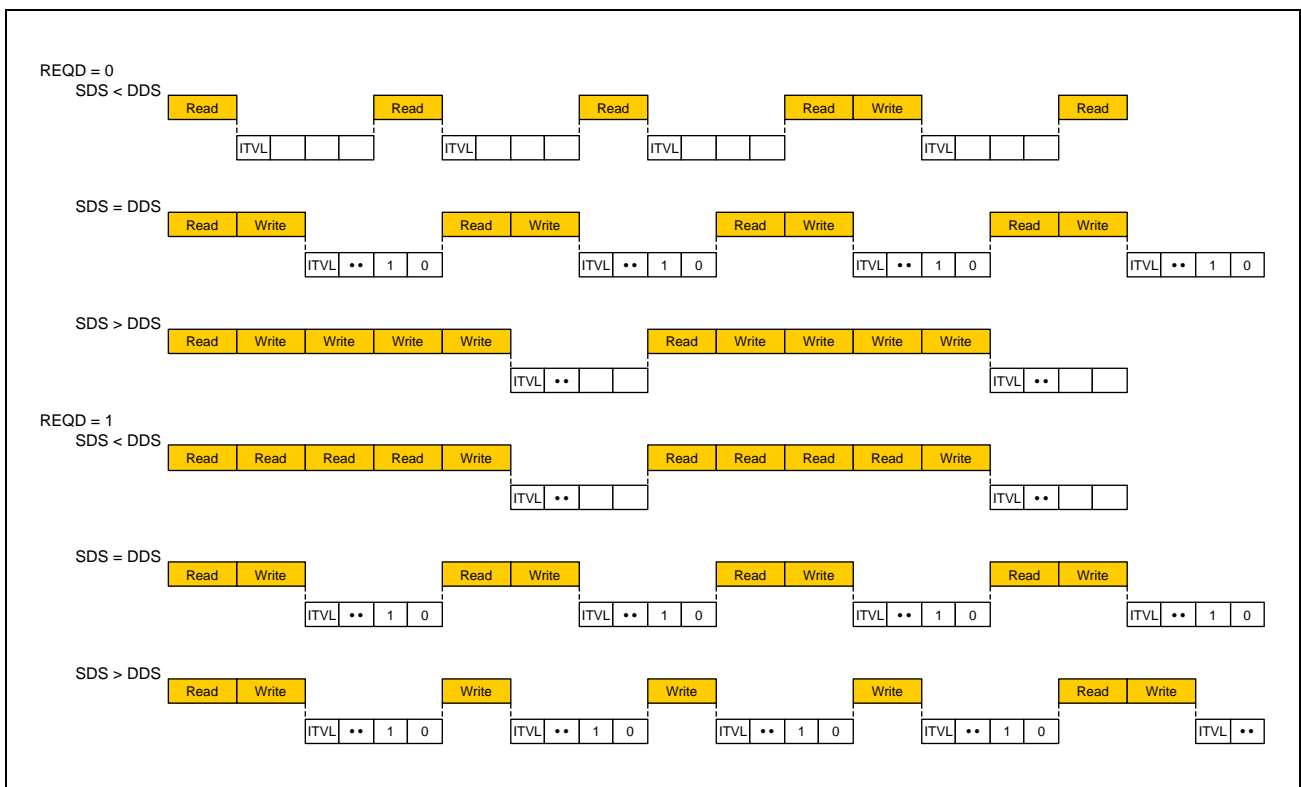 REQD = 0
SDS < DDS
Read Read Read Read Write Read
ITVL ITVL ITVL ITVL
SDS = DDS
Read Write Read Write Read Write Read Write
ITVL •• 1 0 ITVL •• 1 0 ITVL •• 1 0 ITVL •• 1 0
SDS > DDS
Read Write Write Write Write Read Write Write Write Write
ITVL •• ITVL ••
REQD = 1
SDS < DDS
Read Read Read Read Write Read Read Read Read Write
ITVL •• ITVL ••
SDS = DDS
Read Write Read Write Read Write Read Write
ITVL •• 1 0 ITVL •• 1 0 ITVL •• 1 0 ITVL •• 1 0
SDS > DDS
Read Write Write Write Write Read Write
ITVL •• 1 0 ITVL •• 1 0 ITVL •• 1 0 ITVL •• 1 0 ITVL ••